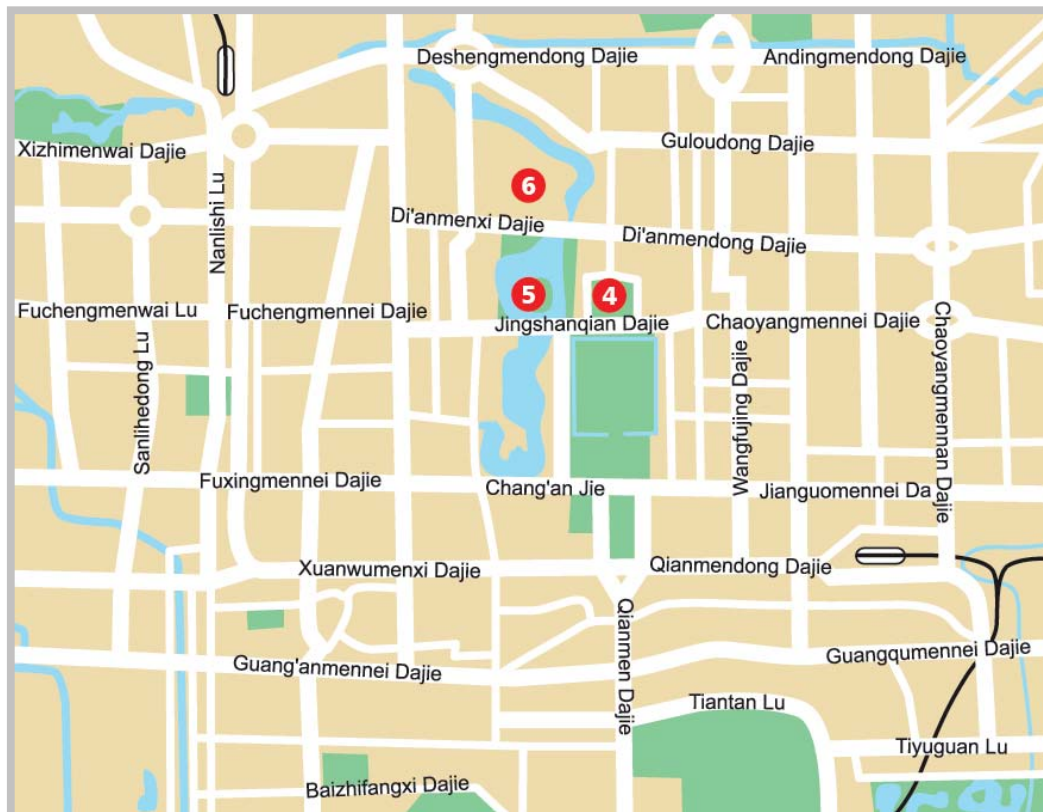 Deshengmendong Dajie
Andingmendong Dajie
Guloudong Dajie
Xizhimenwai Dajie
6
Nanlishi Lu
Di'anmenxi Dajie
Di'anmendong Dajie
5
4
Fuchengmenwai Lu
Fuchengmennei Dajie
Jingshanqian Dajie
Chaoyangmennei Dajie
Sanlihedong Lu
Wangfujing Dajie
Chaoyangmennan Dajie
Fuxingmennei Dajie
Chang'an Jie
Jianguomennei Da
Xuanwumenxi Dajie
Qianmendong Dajie
Qianmen Dajie
Guang'anmennei Dajie
Guangqumennei Dajie
Tiantan Lu
Tiyuguan Lu
Baizhifangxi Dajie